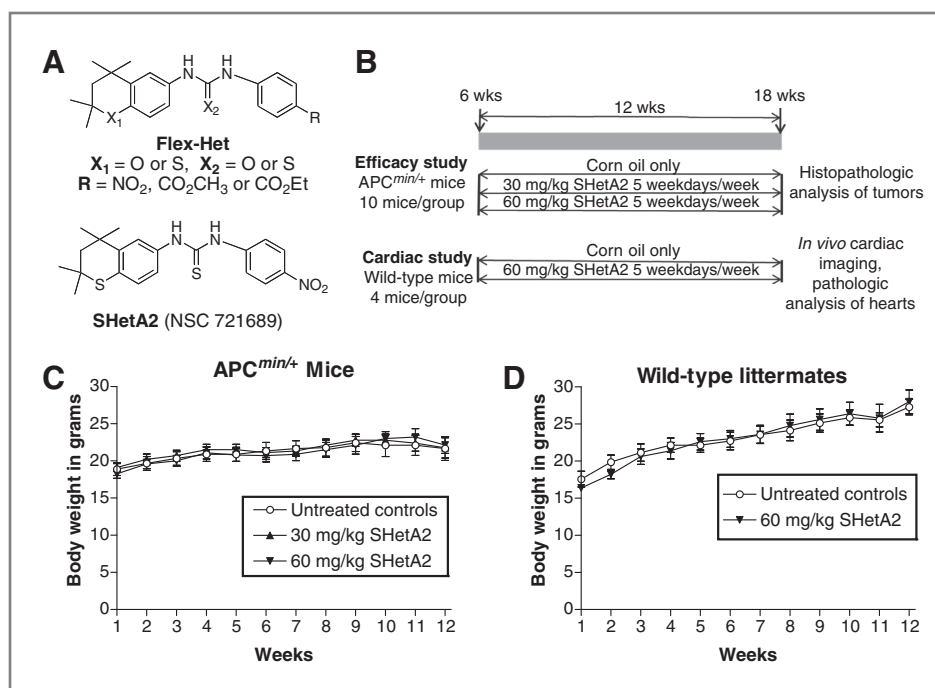 A
H
H
N
N
X1
X2
R
Flex-Het
X1 = O or S, X2 = O or S
R = NO2, CO2CH3 or CO2Et
H
H
N
N
S
S
NO2
SHetA2 (NSC 721689)
B
6 wks
18 wks
12 wks
Efficacy study
APCmin/+ mice
10 mice/group
Corn oil only
30 mg/kg SHetA2 5 weekdays/week
60 mg/kg SHetA2 5 weekdays/week
Histopathologic
analysis of tumors
Cardiac study
Wild-type mice
4 mice/group
Corn oil only
60 mg/kg SHetA2 5 weekdays/week
In vivo cardiac
imaging,
pathologic
analysis of hearts
C
APCmin/+ Mice
Body weight in grams
30
25
20
15
10
5
0
Untreated controls
30 mg/kg SHetA2
60 mg/kg SHetA2
1 2 3 4 5 6 7 8 9 10 11 12
Weeks
D
Wild-type littermates
Body weight in grams
30
25
20
15
10
5
0
Untreated controls
60 mg/kg SHetA2
1 2 3 4 5 6 7 8 9 10 11 12
Weeks